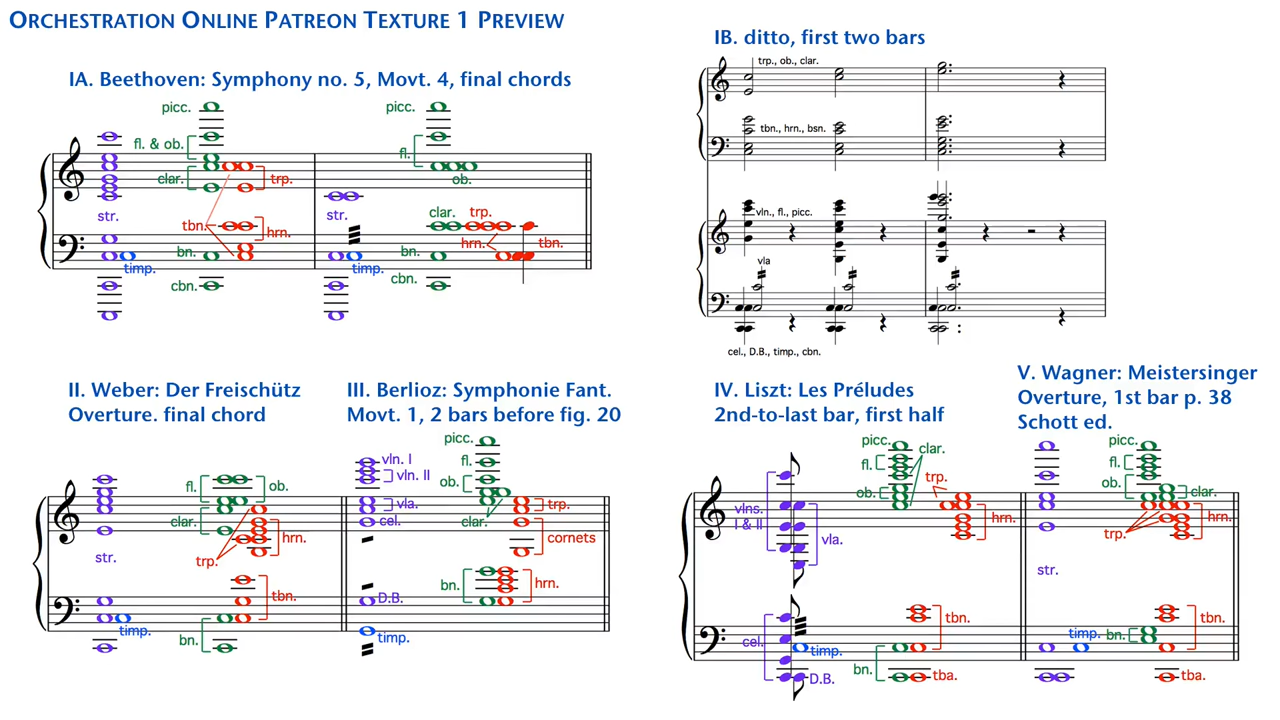 ORCHESTRATION ONLINE PATREON TEXTURE 1 PREVIEW
IA. Beethoven: Symphony no. 5, Movt. 4, final chords
picc.
fl. & ob.
clar.
trp.
str.
tbn.
hrn.
bn.
timp.
cbn.
picc.
fl.
ob.
str.
clar.
trp.
hrn.
tbn.
bn.
timp.
cbn.
IB. ditto, first two bars
trp., ob., clar.
tbn., hrn., bsn.
vln., fl., picc.
vla
cel., D.B., timp., cbn.
II. Weber: Der Freischütz
Overture. final chord
fl.
ob.
clar.
hrn.
trp.
str.
tbn.
timp.
bn.
III. Berlioz: Symphonie Fant.
Movt. 1, 2 bars before fig. 20
vln. I
vln. II
vla.
cel.
D.B.
timp.
picc.
fl.
ob.
clar.
trp.
cornets
bn.
hrn.
IV. Liszt: Les Préludes
2nd-to-last bar, first half
vlns.
I & II
vla.
picc.
fl.
clar.
ob.
trp.
hrn.
cel.
timp.
D.B.
tbn.
bn.
tba.
V. Wagner: Meistersinger
Overture, 1st bar p. 38
Schott ed.
picc.
fl.
ob.
clar.
trp.
hrn.
str.
timp.
bn.
tbn.
tba.